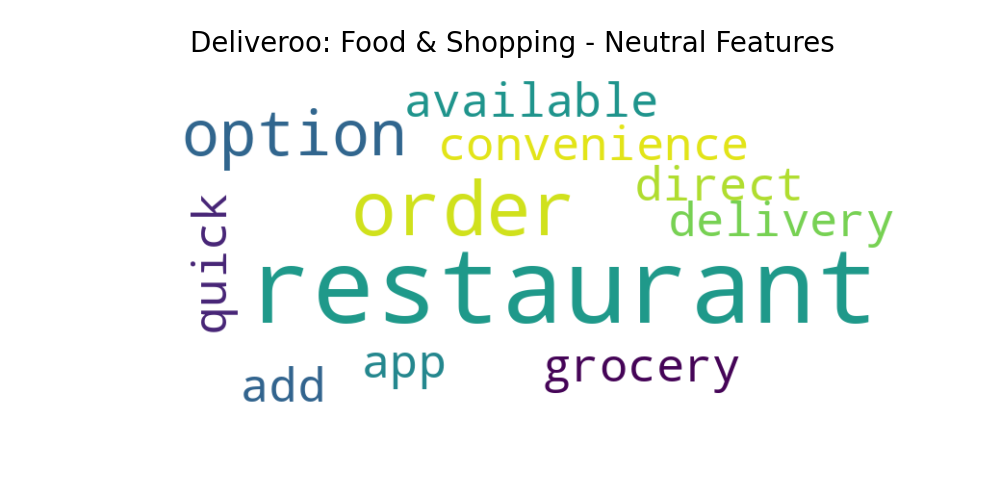 Deliveroo: Food & Shopping - Neutral Features
available
option
convenience
direct
order
delivery
quick
restaurant
app
grocery
add